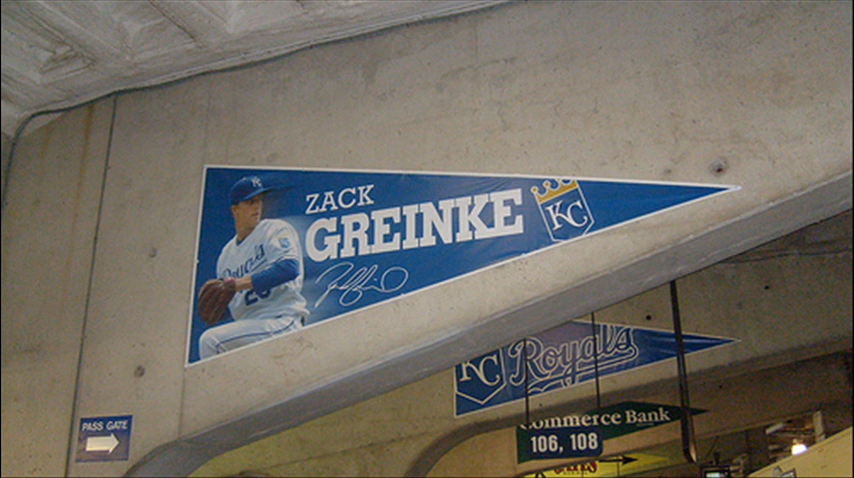 ZACK
GREINKE
KC
KC
Royals
Commerce Bank
106, 108
PASS GATE